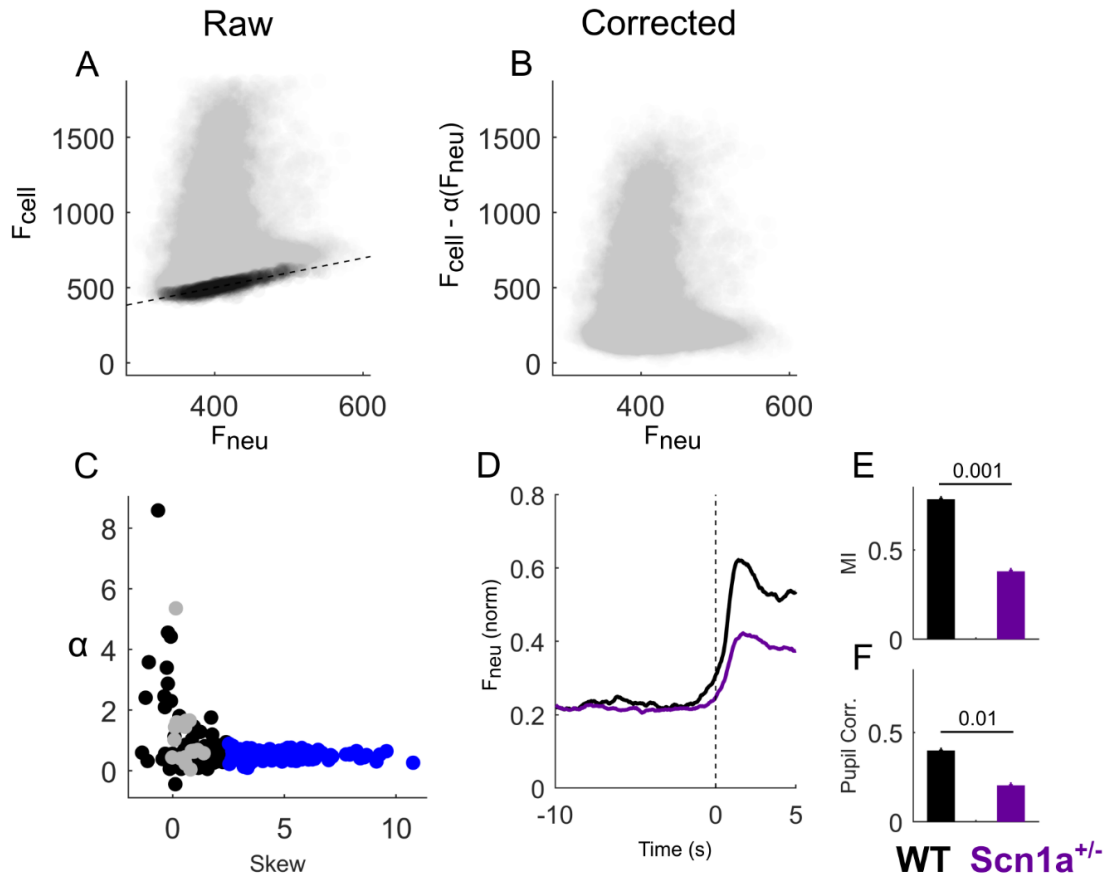 Raw
Corrected
A
B
1500
1000
500
0
Fcell
400
600
Fneu
1500
1000
500
0
Fcell - α(Fneu)
400
600
Fneu
C
8
6
4
2
0
α
0
5
10
Skew
D
0.8
0.6
0.4
0.2
0
Fneu (norm)
-10
0
5
Time (s)
E
0.001
0.5
0
MI
F
0.01
0.5
0
Pupil Corr.
WT
Scn1a+/-